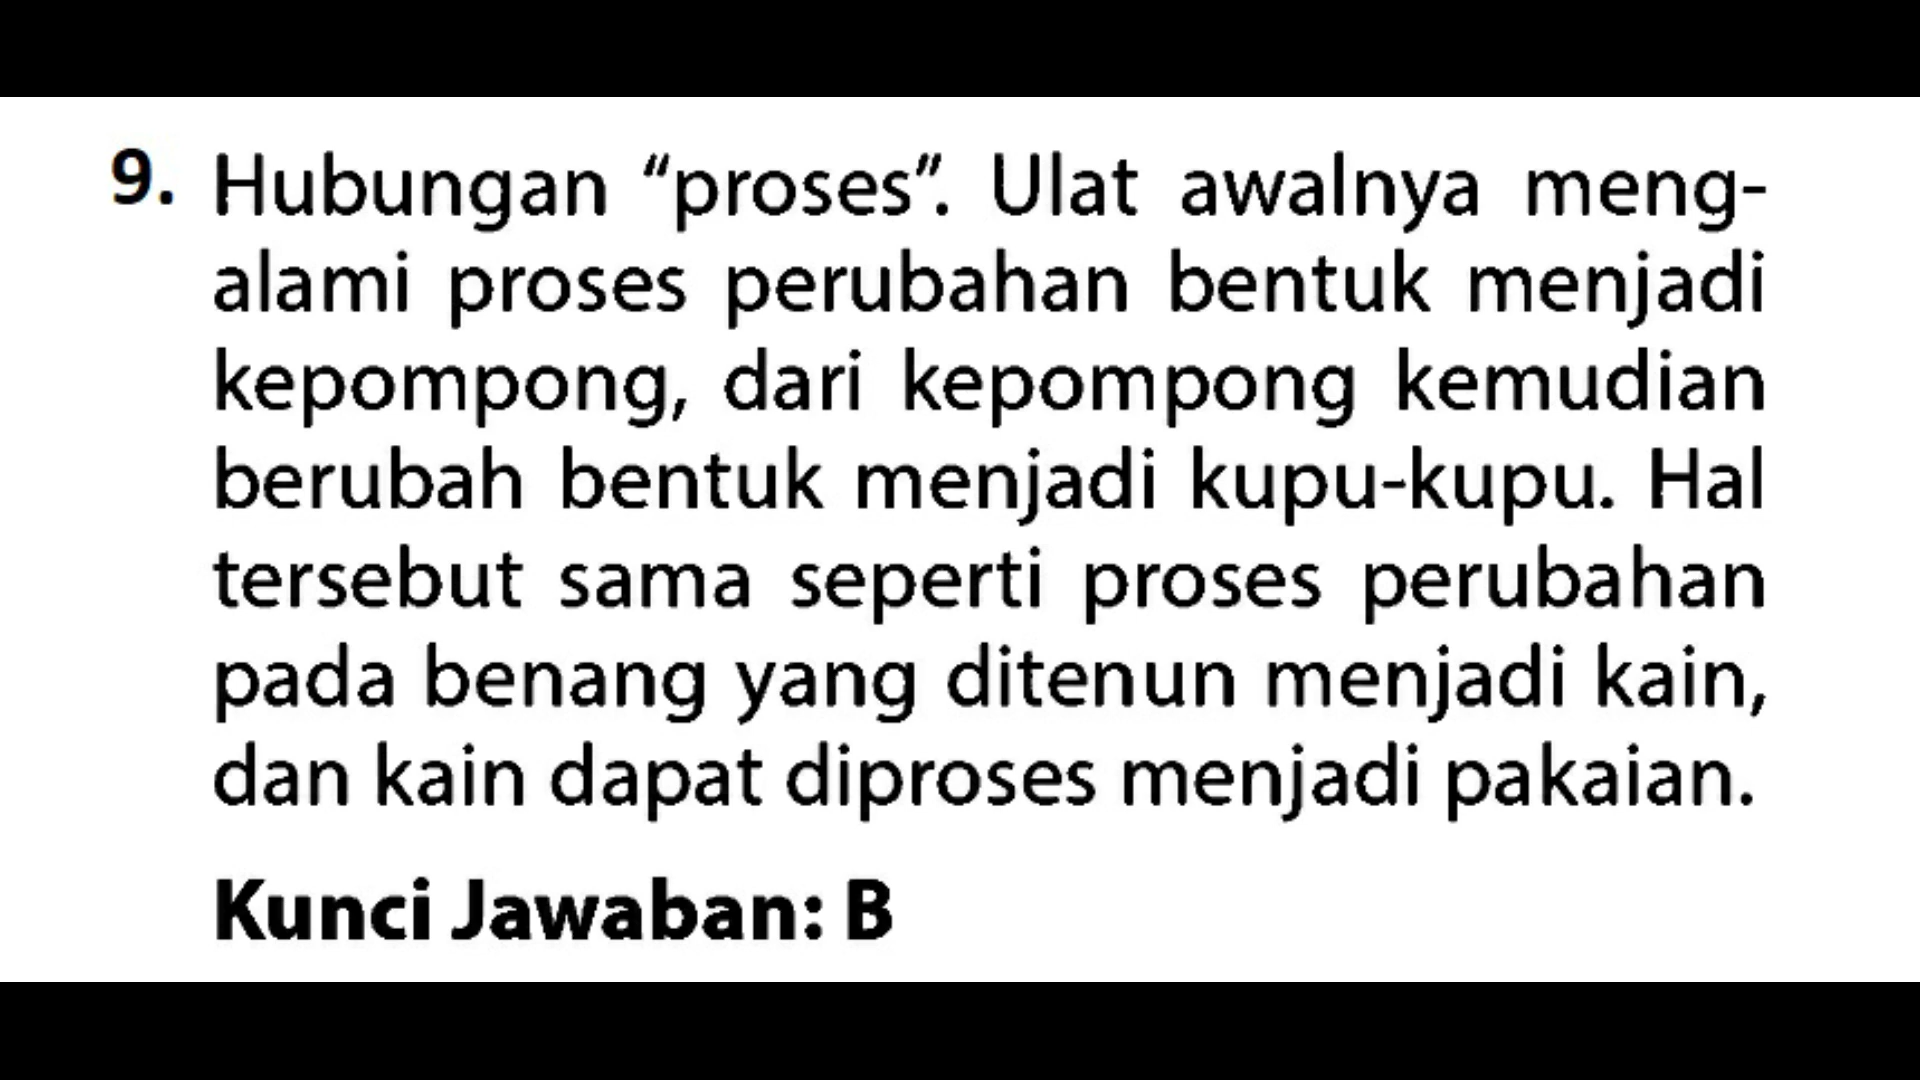 9. Hubungan “proses”. Ulat awalnya meng-
alami proses perubahan bentuk menjadi
kepompong, dari kepompong kemudian
berubah bentuk menjadi kupu-kupu. Hal
tersebut sama seperti proses perubahan
pada benang yang ditenun menjadi kain,
dan kain dapat diproses menjadi pakaian.
Kunci Jawaban: B